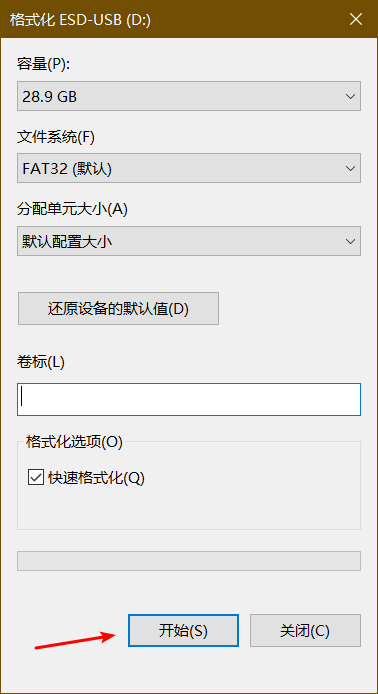 格式化 ESD-USB (D:)
容量(P):
28.9 GB
文件系统(F)
FAT32 (默认)
分配单元大小(A)
默认配置大小
还原设备的默认值(D)
卷标(L)
格式化选项(O)
快速格式化(Q)
开始(S)
关闭(C)